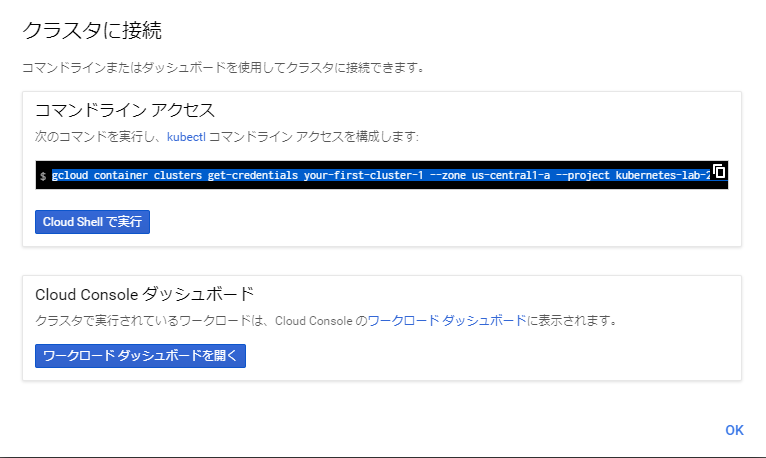 クラスタに接続
コマンドラインまたはダッシュボードを使用してクラスタに接続できます。
コマンドライン アクセス
次のコマンドを実行し、kubectl コマンドライン アクセスを構成します:
$ gcloud container clusters get-credentials your-first-cluster-1 --zone us-central1-a --project kubernetes-lab-2
Cloud Shell で実行
Cloud Console ダッシュボード
クラスタで実行されているワークロードは、Cloud Console のワークロード ダッシュボードに表示されます。
ワークロード ダッシュボードを開く
OK